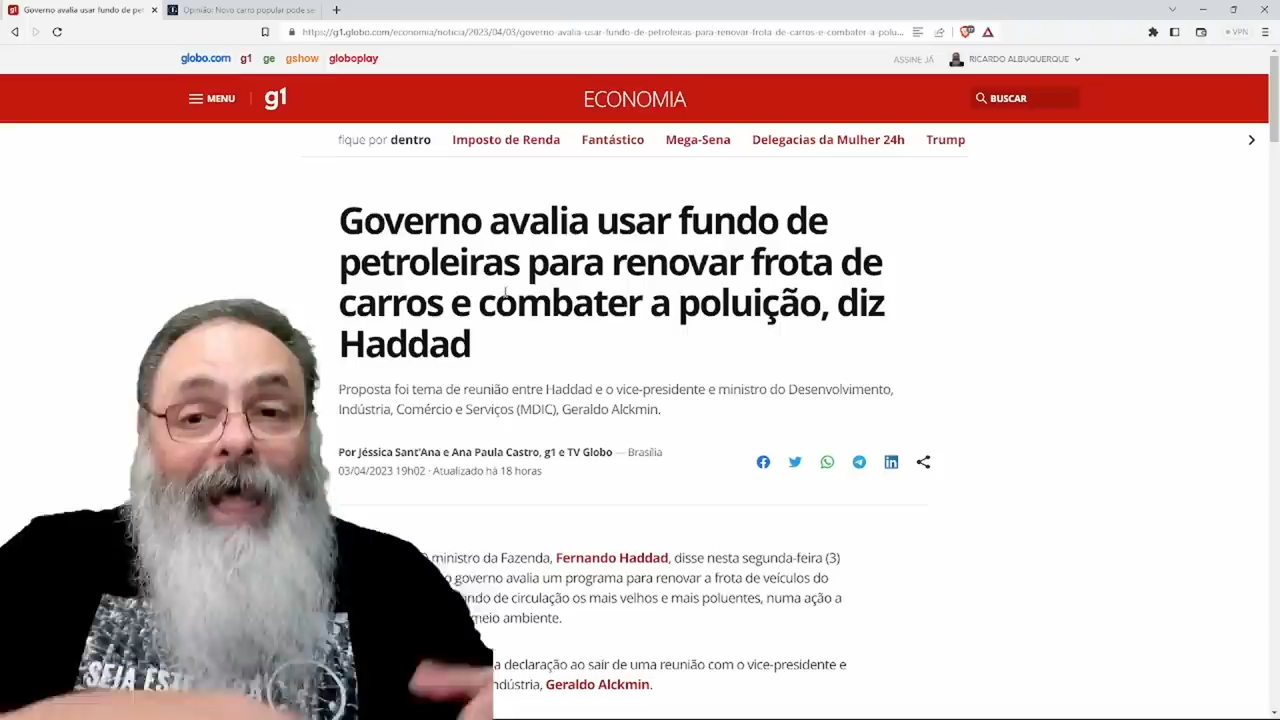 Governo avalia usar fundo de pet
Opinião: Novo carro popular pode se
https://g1.globo.com/economia/noticia/2023/04/03/governo-avalia-usar-fundo-de-petroleiras-para-renovar-frota-de-carros-e-combater-a-polu...
VPN
globo.com g1 ge gshow globoplay
ASSINE JÁ
RICARDO ALBUQUERQUE
MENU
g1
ECONOMIA
BUSCAR
fique por dentro Imposto de Renda Fantástico Mega-Sena Delegacias da Mulher 24h Trump
Governo avalia usar fundo de
petroleiras para renovar frota de
carros e combater a poluição, diz
Haddad
Proposta foi tema de reunião entre Haddad e o vice-presidente e ministro do Desenvolvimento,
Indústria, Comércio e Serviços (MDIC), Geraldo Alckmin.
Por Jéssica Sant'Ana e Ana Paula Castro, g1 e TV Globo — Brasília
03/04/2023 19h02 · Atualizado há 18 horas
ministro da Fazenda, Fernando Haddad, disse nesta segunda-feira (3)
o governo avalia um programa para renovar a frota de veículos do
ando de circulação os mais velhos e mais poluentes, numa ação a
meio ambiente.
a declaração ao sair de uma reunião com o vice-presidente e
ndústria, Geraldo Alckmin.
SEJA